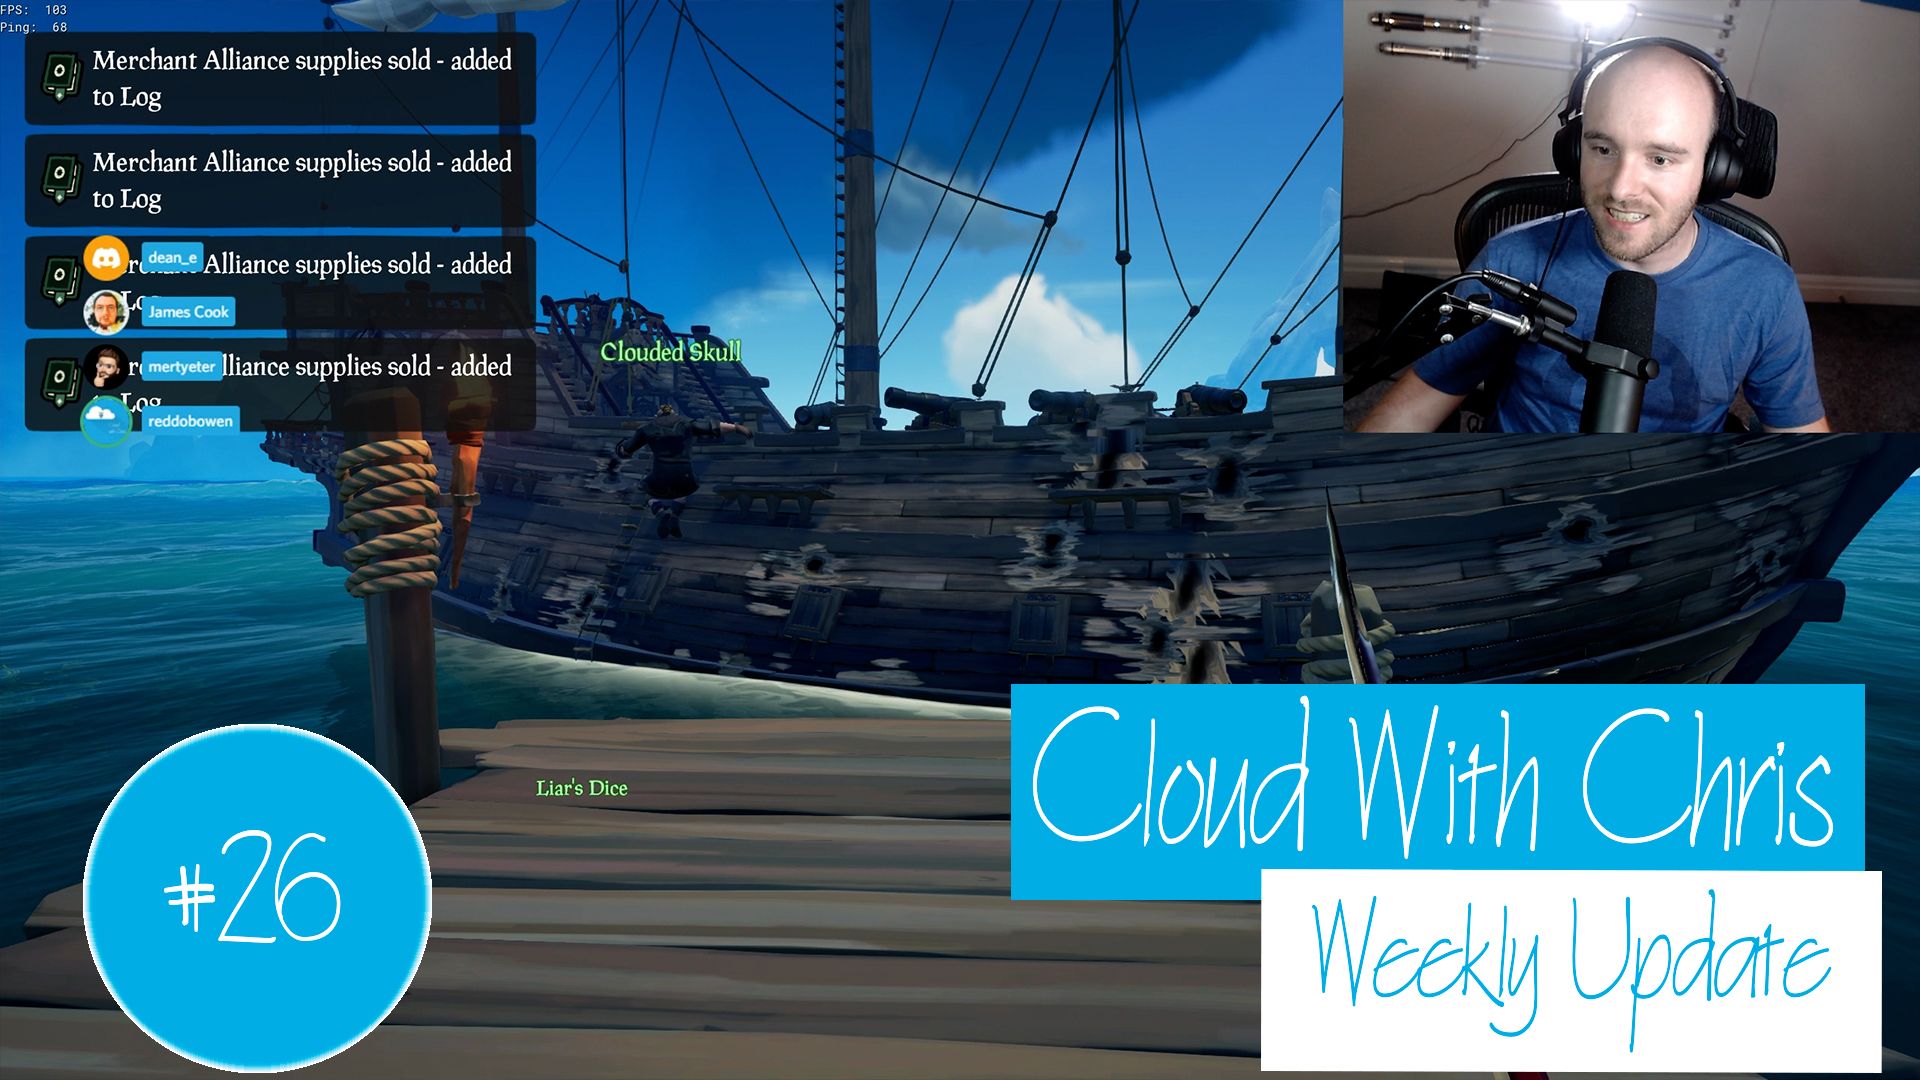 FPS: 103
Ping: 68
Merchant Alliance supplies sold - added
to Log
Merchant Alliance supplies sold - added
to Log
Alliance supplies sold - added
dean_e
James Cook
lliance supplies sold - added
mertyeter
Log
reddobowen
Clouded Skull
Liar's Dice
#26
Cloud With Chris
Weekly Update